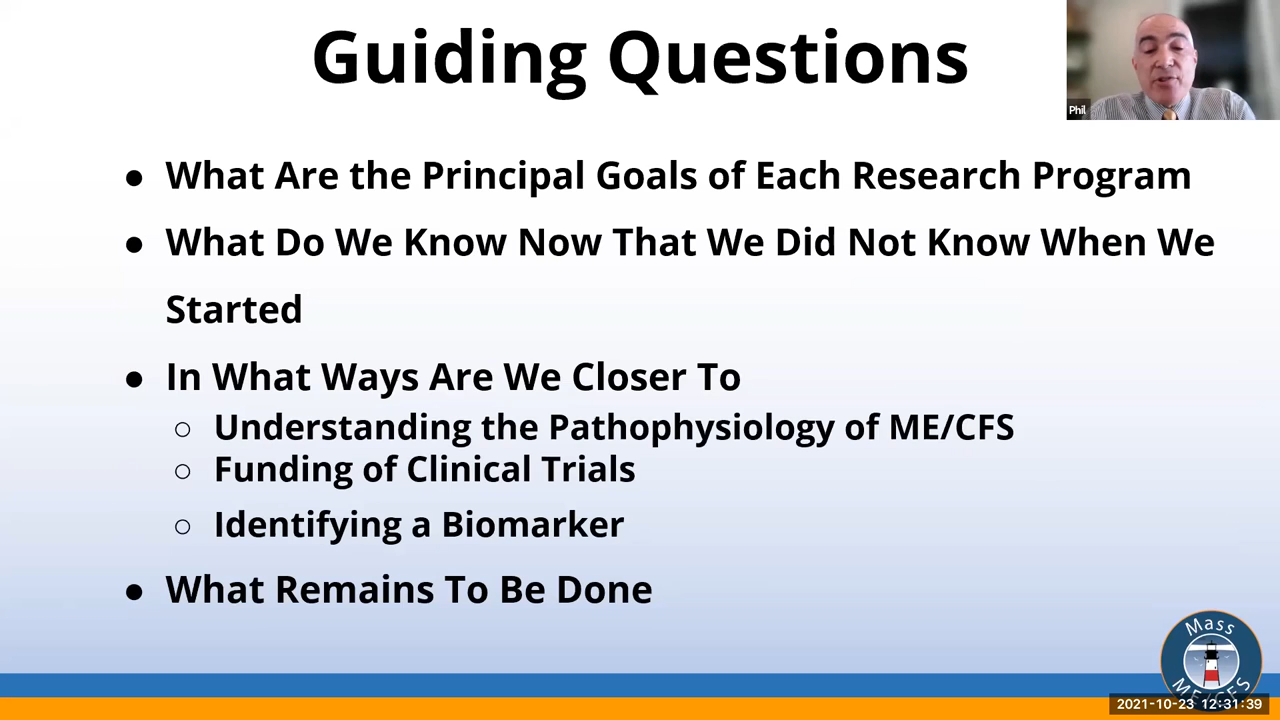 Guiding Questions
Phil
● What Are the Principal Goals of Each Research Program
● What Do We Know Now That We Did Not Know When We
Started
● In What Ways Are We Closer To
○ Understanding the Pathophysiology of ME/CFS
○ Funding of Clinical Trials
○ Identifying a Biomarker
● What Remains To Be Done
Mass
ME/CFS
2021-10-23 12:31:39